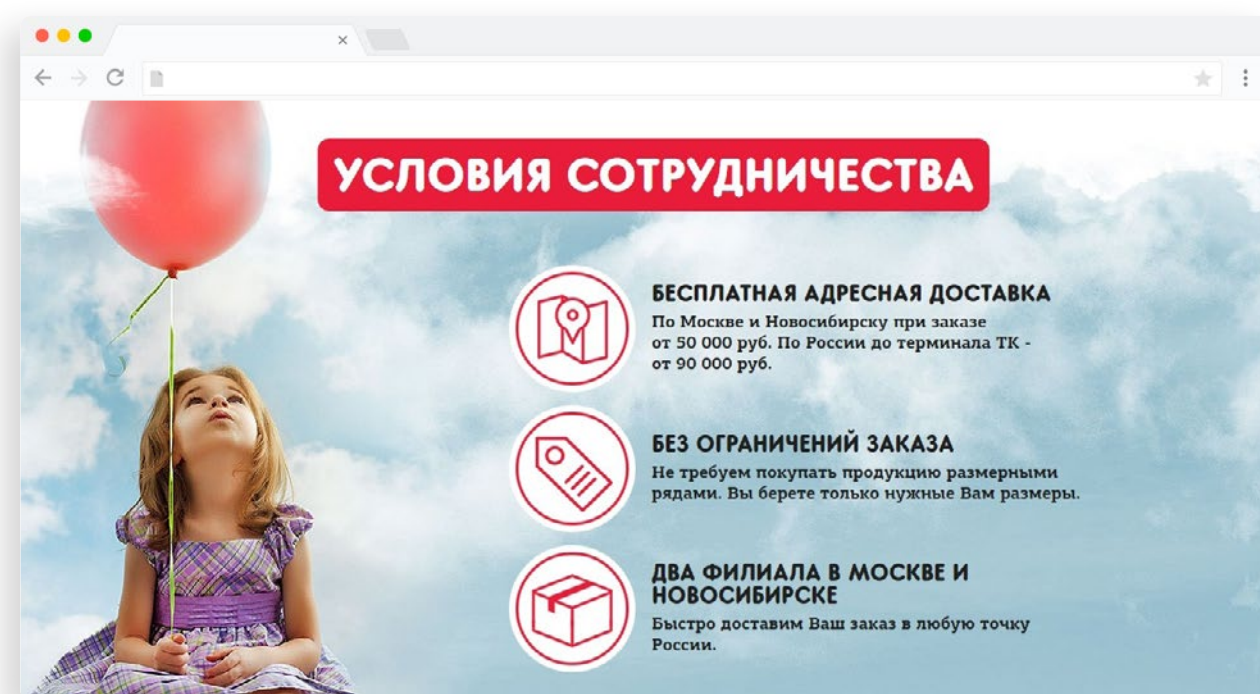 УСЛОВИЯ СОТРУДНИЧЕСТВА
БЕСПЛАТНАЯ АДРЕСНАЯ ДОСТАВКА
По Москве и Новосибирску при заказе
от 50 000 руб. По России до терминала ТК -
от 90 000 руб.
БЕЗ ОГРАНИЧЕНИЙ ЗАКАЗА
Не требуем покупать продукцию размерными
рядами. Вы берете только нужные Вам размеры.
ДВА ФИЛИАЛА В МОСКВЕ И
НОВОСИБИРСКЕ
Быстро доставим Ваш заказ в любую точку
России.